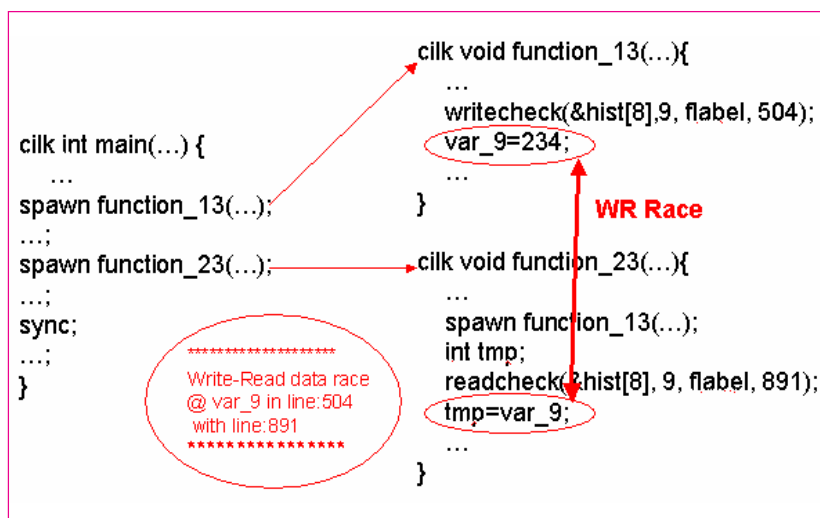 cilk int main(…) {
…
spawn function_13(…);
…;
spawn function_23(…);
…;
sync;
…;
}
cilk void function_13(…){
…
writecheck(&hist[8],9, flabel, 504);
var_9=234;
…
}
WR Race
cilk void function_23(…){
…
spawn function_13(…);
int tmp;
readcheck(&hist[8], 9, flabel, 891);
tmp=var_9;
…
}
********************
Write-Read data race
@ var_9 in line:504
with line:891
****************